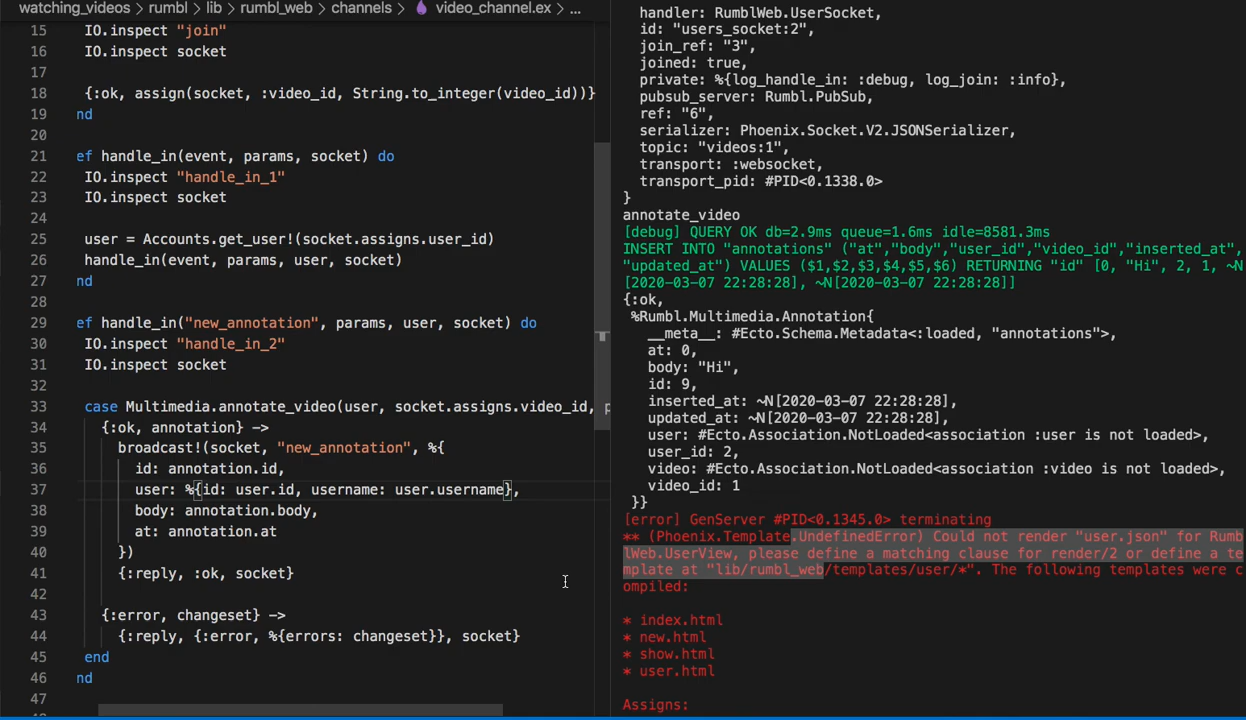 watching_videos > rumbl > lib > rumbl_web > channels > video_channel.ex > ...
15 IO.inspect "join"
16 IO.inspect socket
17
18 {:ok, assign(socket, :video_id, String.to_integer(video_id))}
19 nd
20
21 ef handle_in(event, params, socket) do
22 IO.inspect "handle_in_1"
23 IO.inspect socket
24
25 user = Accounts.get_user!(socket.assigns.user_id)
26 handle_in(event, params, user, socket)
27 nd
28
29 ef handle_in("new_annotation", params, user, socket) do
30 IO.inspect "handle_in_2"
31 IO.inspect socket
32
33 case Multimedia.annotate_video(user, socket.assigns.video_id, p
34 {:ok, annotation} ->
35 broadcast!(socket, "new_annotation", %{
36 id: annotation.id,
37 user: %{id: user.id, username: user.username},
38 body: annotation.body,
39 at: annotation.at
40 })
41 {:reply, :ok, socket}
42
43 {:error, changeset} ->
44 {:reply, {:error, %{errors: changeset}}, socket}
45 end
46 nd
47
handler: RumblWeb.UserSocket,
id: "users_socket:2",
join_ref: "3",
joined: true,
private: %{log_handle_in: :debug, log_join: :info},
pubsub_server: Rumbl.PubSub,
ref: "6",
serializer: Phoenix.Socket.V2.JSONSerializer,
topic: "videos:1",
transport: :websocket,
transport_pid: #PID<0.1338.0>
}
annotate_video
[debug] QUERY OK db=2.9ms queue=1.6ms idle=8581.3ms
INSERT INTO "annotations" ("at","body","user_id","video_id","inserted_at",
"updated_at") VALUES ($1,$2,$3,$4,$5,$6) RETURNING "id" [0, "Hi", 2, 1, ~N
[2020-03-07 22:28:28], ~N[2020-03-07 22:28:28]]
{:ok,
%Rumbl.Multimedia.Annotation{
__meta__: #Ecto.Schema.Metadata<:loaded, "annotations">,
at: 0,
body: "Hi",
id: 9,
inserted_at: ~N[2020-03-07 22:28:28],
updated_at: ~N[2020-03-07 22:28:28],
user: #Ecto.Association.NotLoaded<association :user is not loaded>,
user_id: 2,
video: #Ecto.Association.NotLoaded<association :video is not loaded>,
video_id: 1
}}
[error] GenServer #PID<0.1345.0> terminating
** (Phoenix.Template.UndefinedError) Could not render "user.json" for Rumb
lWeb.UserView, please define a matching clause for render/2 or define a te
mplate at "lib/rumbl_web/templates/user/*". The following templates were c
ompiled:
* index.html
* new.html
* show.html
* user.html
Assigns: